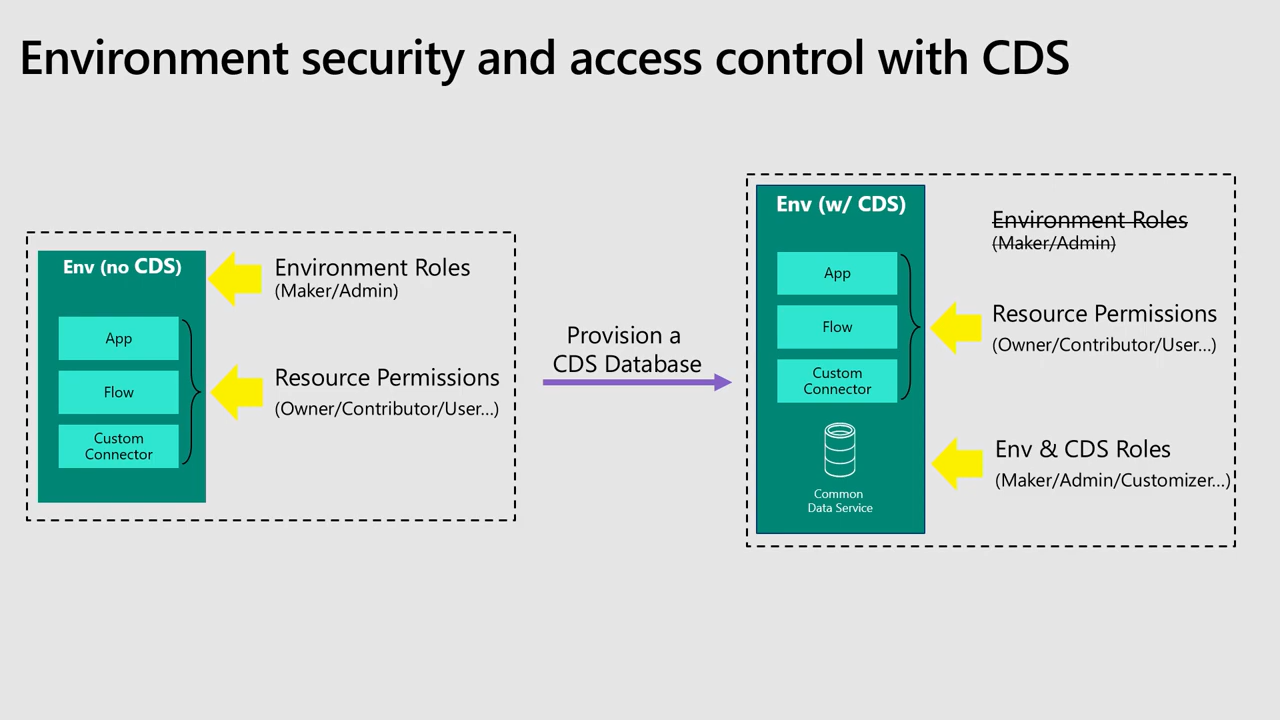 Environment security and access control with CDS
Env (no CDS)
App
Flow
Custom
Connector
Environment Roles
(Maker/Admin)
Resource Permissions
(Owner/Contributor/User...)
Provision a
CDS Database
Env (w/ CDS)
App
Flow
Custom
Connector
Common
Data Service
Environment Roles
(Maker/Admin)
Resource Permissions
(Owner/Contributor/User...)
Env & CDS Roles
(Maker/Admin/Customizer...)